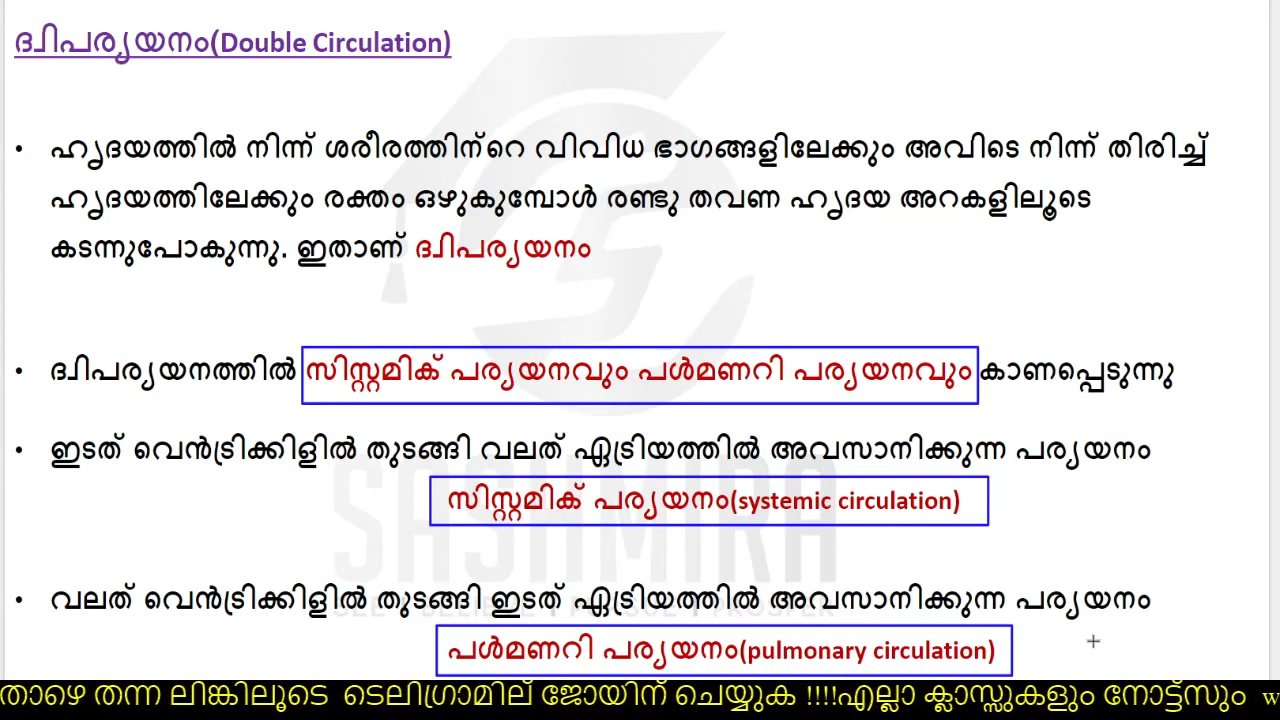 ദ്വിപര്യയനം(Double Circulation)
• ഹൃദയത്തിൽ നിന്ന് ശരീരത്തിന്റെ വിവിധ ഭാഗങ്ങളിലേക്കും അവിടെ നിന്ന് തിരിച്ച്
ഹൃദയത്തിലേക്കും രക്തം ഒഴുകുമ്പോൾ രണ്ടു തവണ ഹൃദയ അറകളിലൂടെ
കടന്നുപോകുന്നു. ഇതാണ് ദ്വിപര്യയനം
• ദ്വിപര്യയനത്തിൽ സിസ്റ്റമിക് പര്യയനവും പൾമണറി പര്യയനവും കാണപ്പെടുന്നു
• ഇടത് വെൻട്രിക്കിളിൽ തുടങ്ങി വലത് ഏട്രിയത്തിൽ അവസാനിക്കുന്ന പര്യയനം
സിസ്റ്റമിക് പര്യയനം(systemic circulation)
SASHMIRA
• വലത് വെൻട്രിക്കിളിൽ തുടങ്ങി ഇടത് ഏട്രിയത്തിൽ അവസാനിക്കുന്ന പര്യയനം
പൾമണറി പര്യയനം(pulmonary circulation)
താഴെ തന്ന ലിങ്കിലൂടെ ടെലിഗ്രാമില് ജോയിന് ചെയ്യുക !!!!എല്ലാ ക്ലാസ്സുകളും നോട്ട്സും w